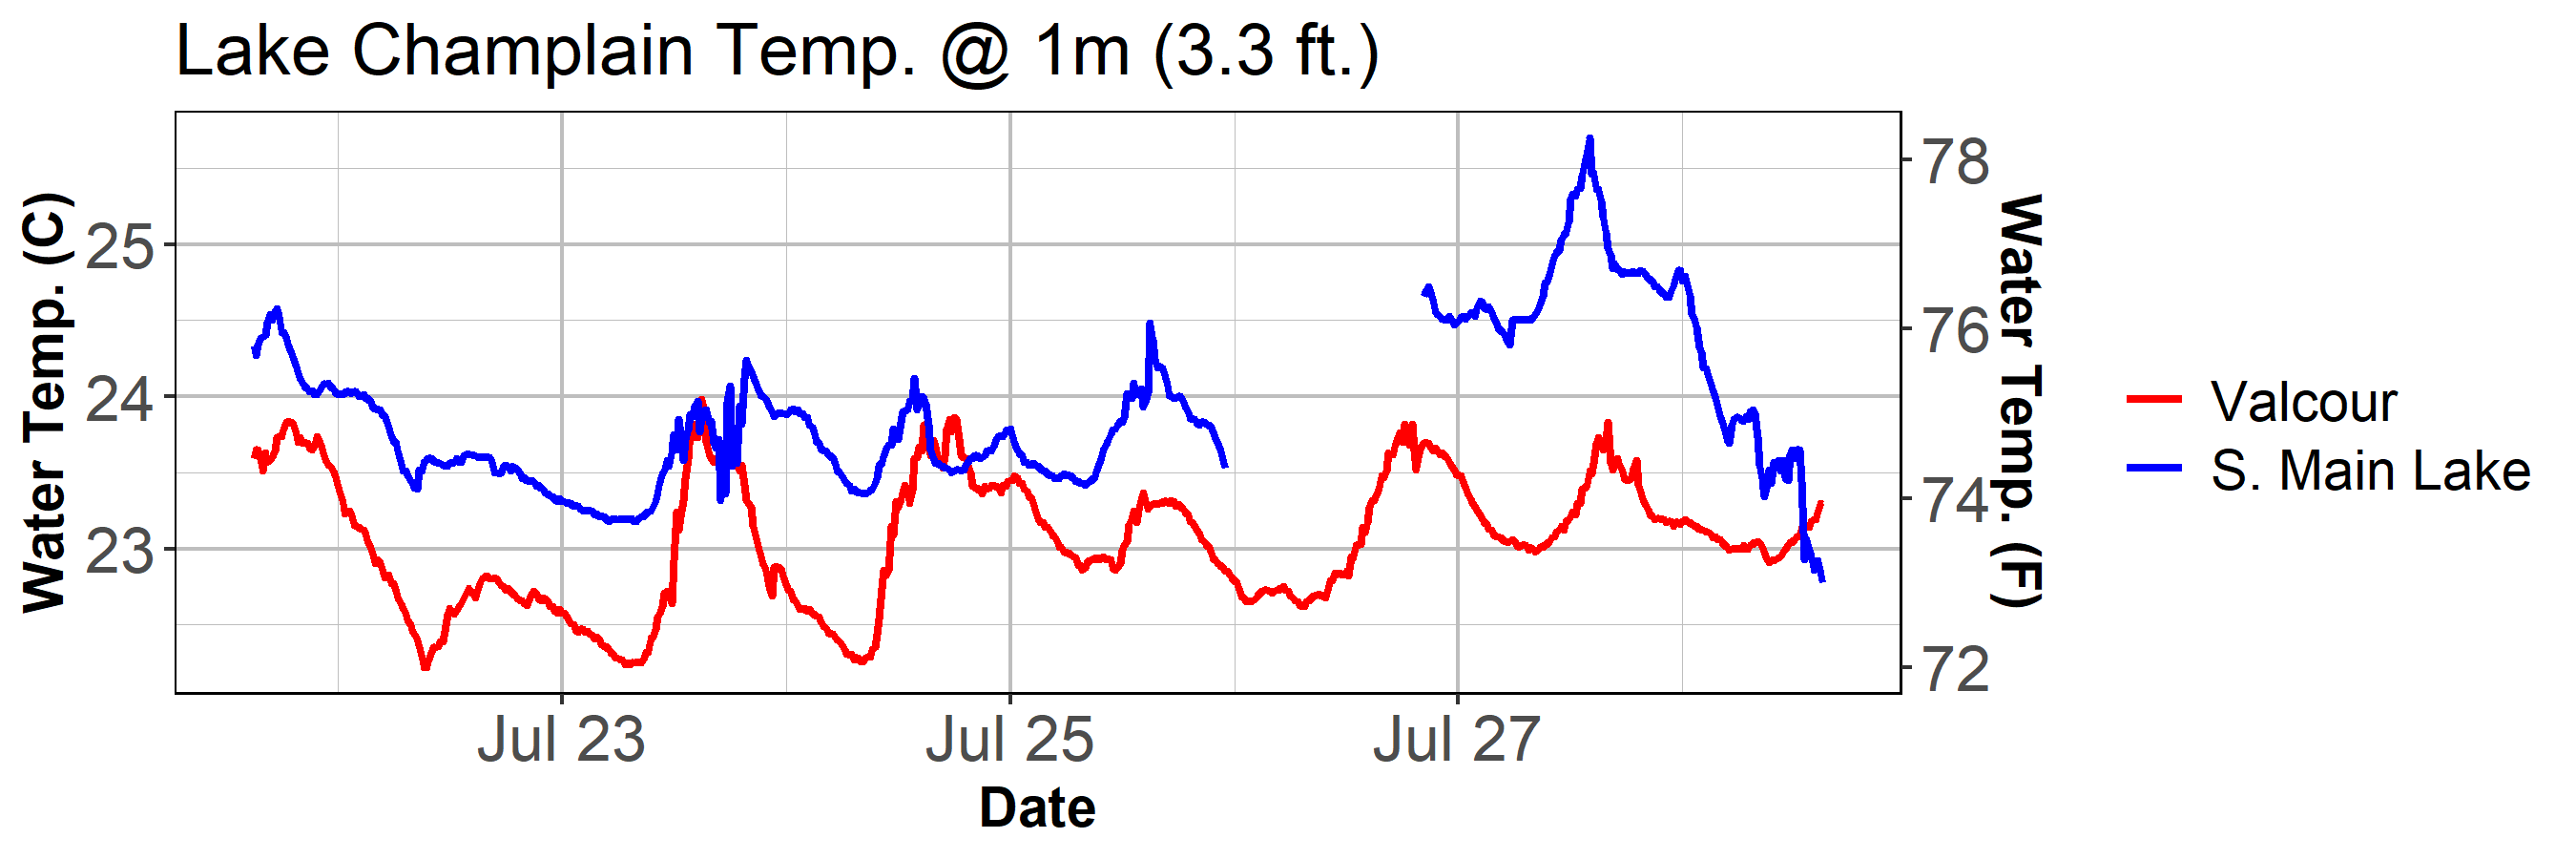 Lake Champlain Temp. @ 1m (3.3 ft.)
Water Temp. (C)
25
24
23
78
76
74
72
Water Temp. (F)
Jul 23
Jul 25
Jul 27
Date
Valcour
S. Main Lake